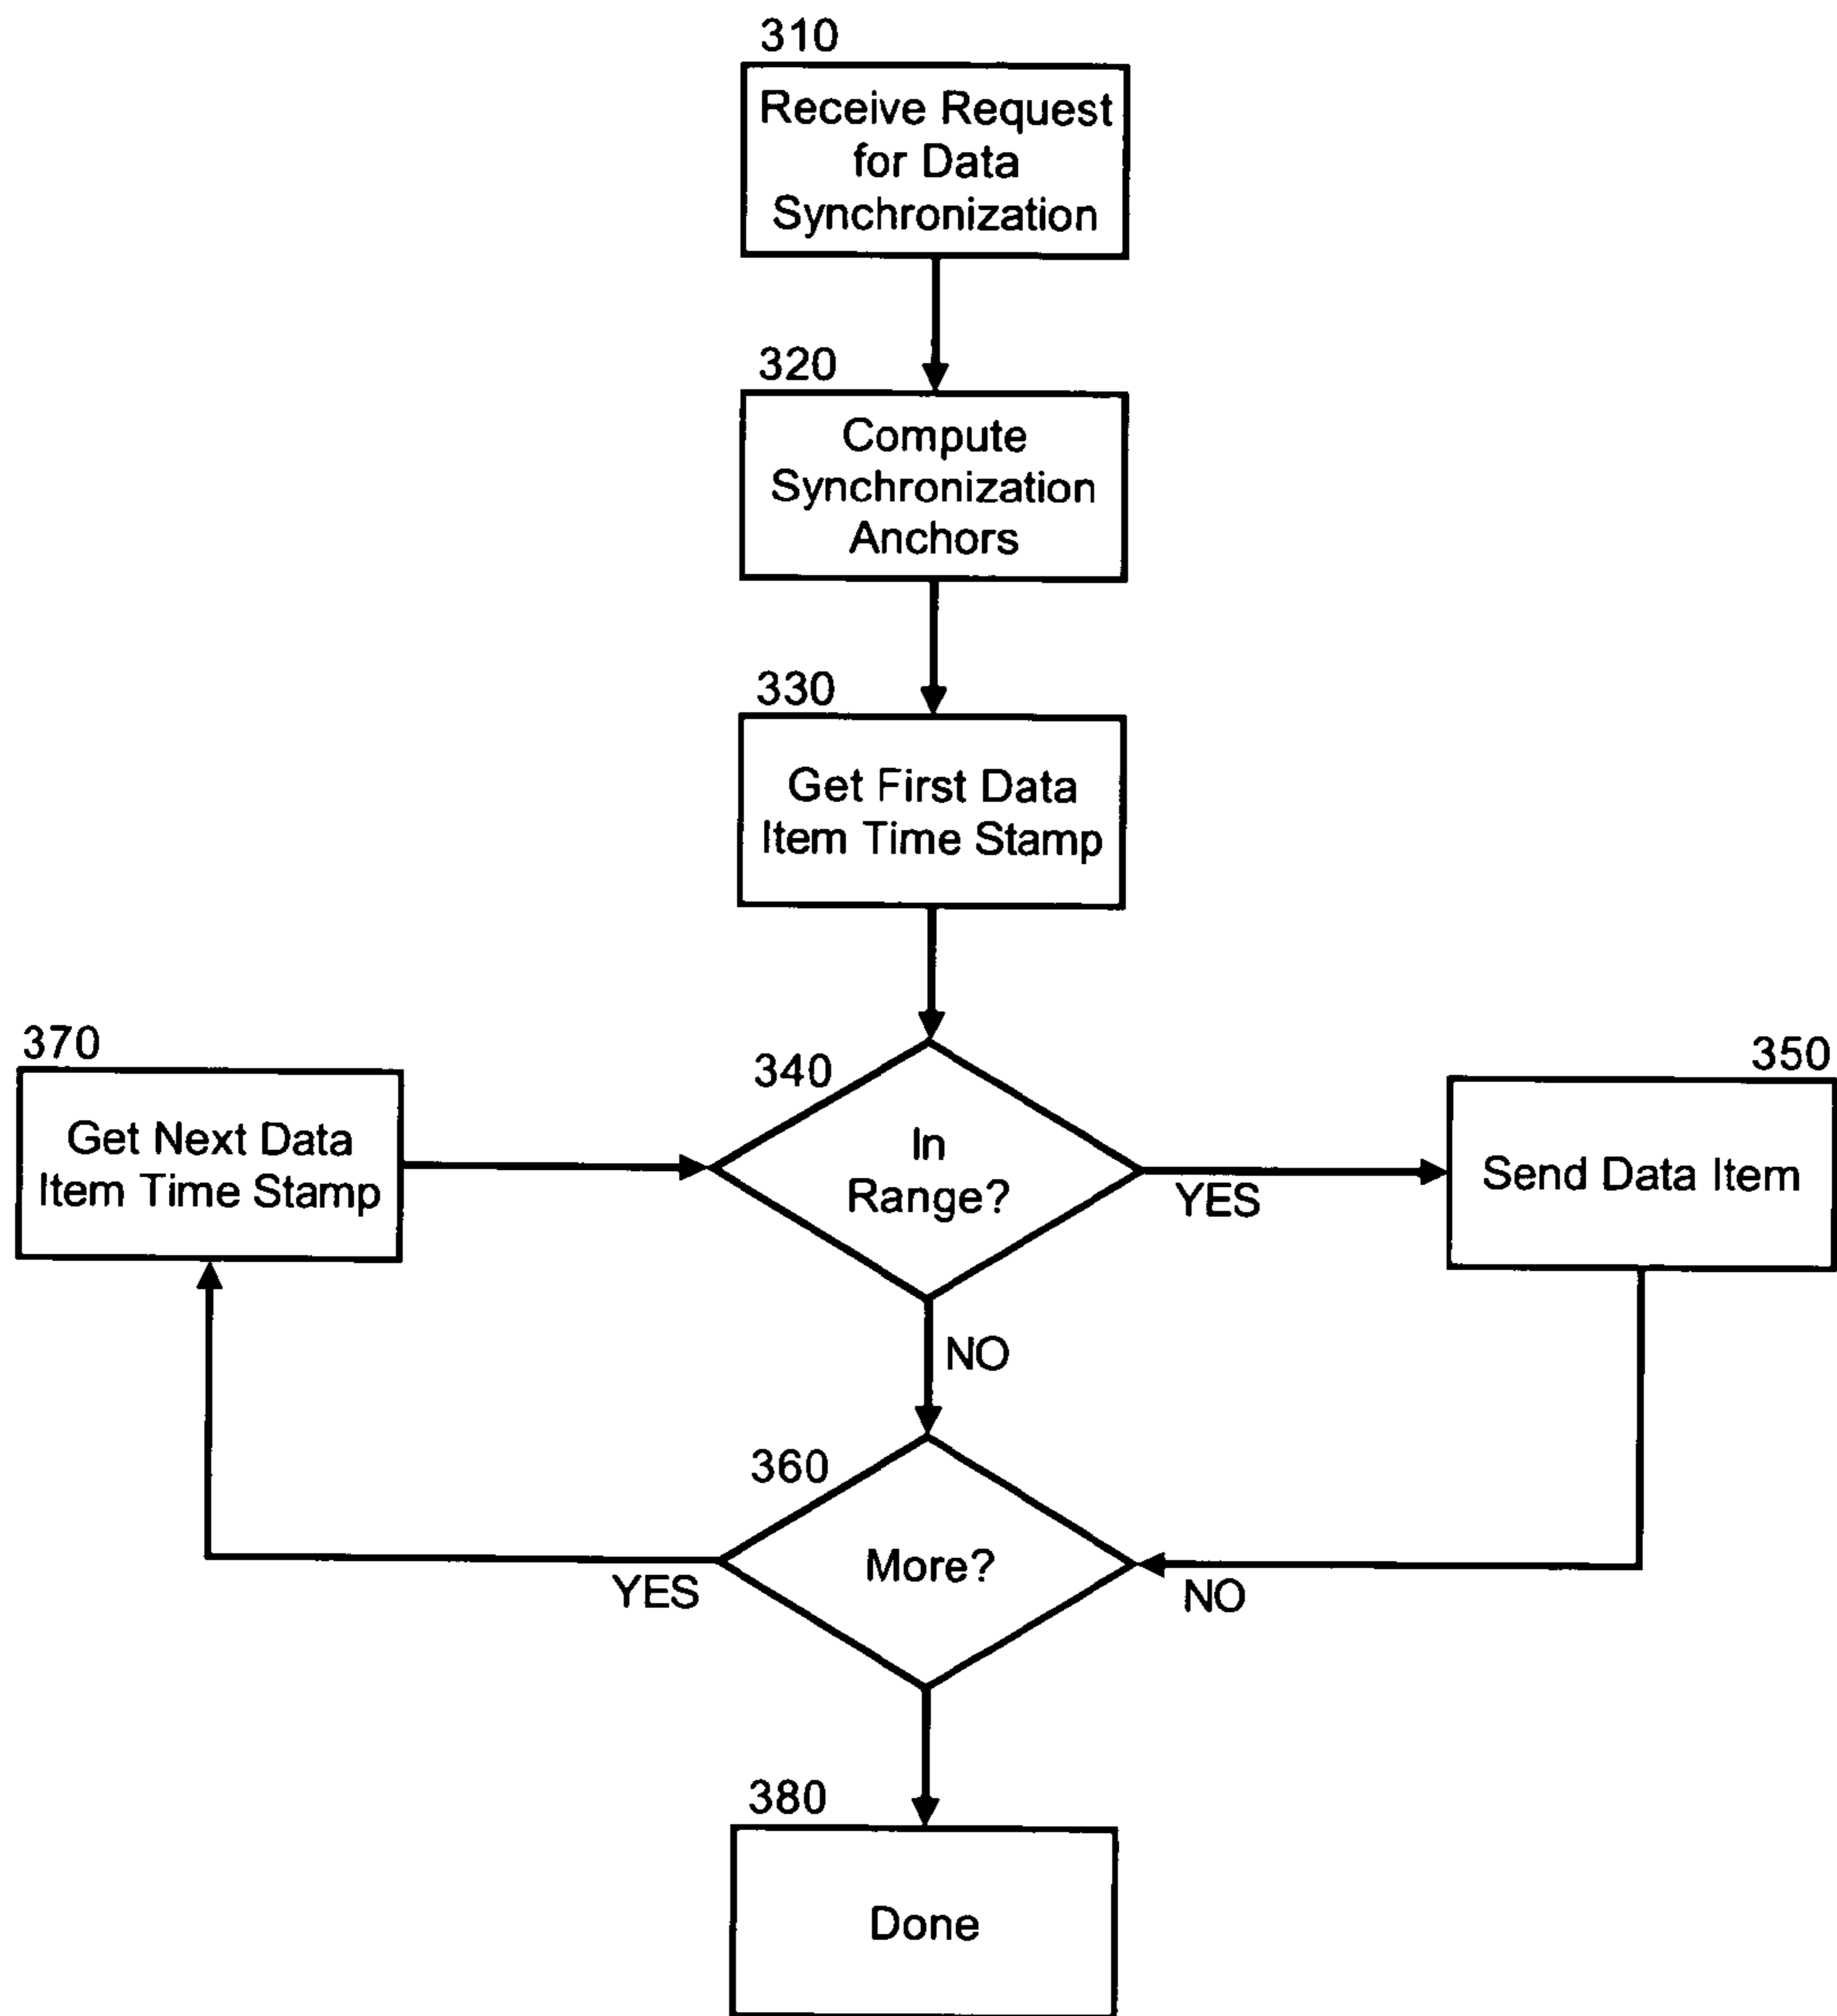 310
Receive Request
for Data
Synchronization
320
Compute
Synchronization
Anchors
330
Get First Data
Item Time Stamp
370
Get Next Data
Item Time Stamp
340
In
Range?
YES
350
Send Data Item
NO
360
More?
YES
NO
380
Done